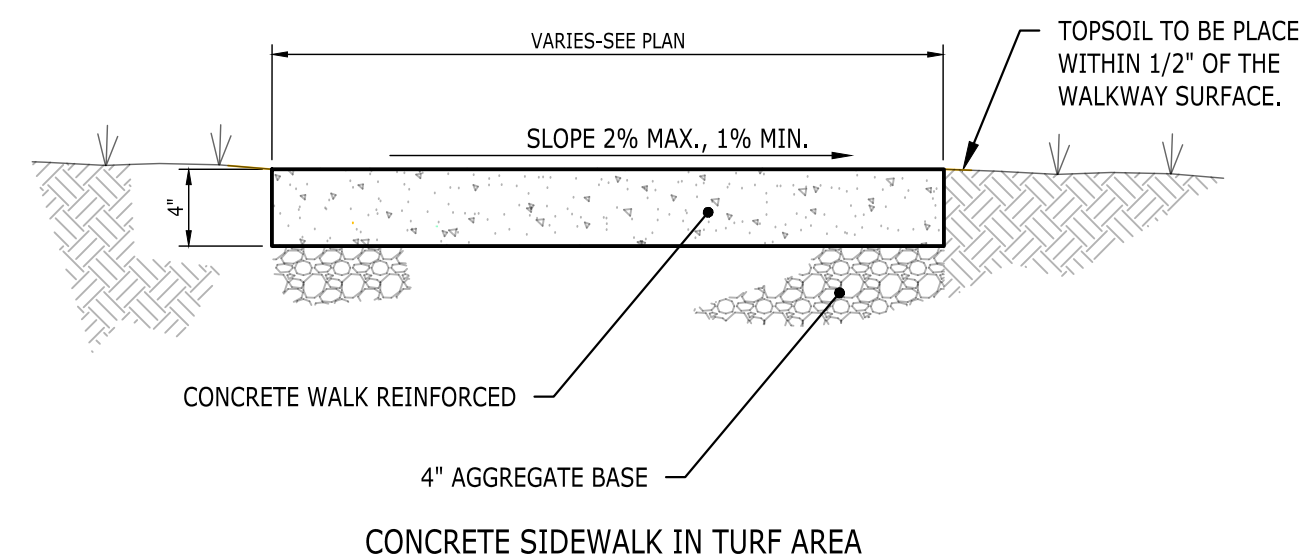 VARIES-SEE PLAN
TOPSOIL TO BE PLACE
WITHIN 1/2" OF THE
WALKWAY SURFACE.
SLOPE 2% MAX., 1% MIN.
4"
CONCRETE WALK REINFORCED
4" AGGREGATE BASE
CONCRETE SIDEWALK IN TURF AREA